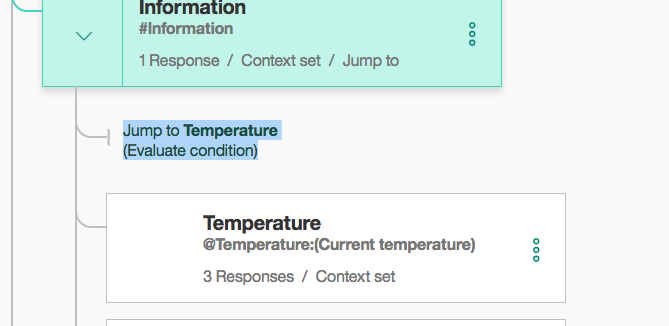 Information
#Information
1 Response / Context set / Jump to
Jump to Temperature
(Evaluate condition)
Temperature
@Temperature:(Current temperature)
3 Responses / Context set